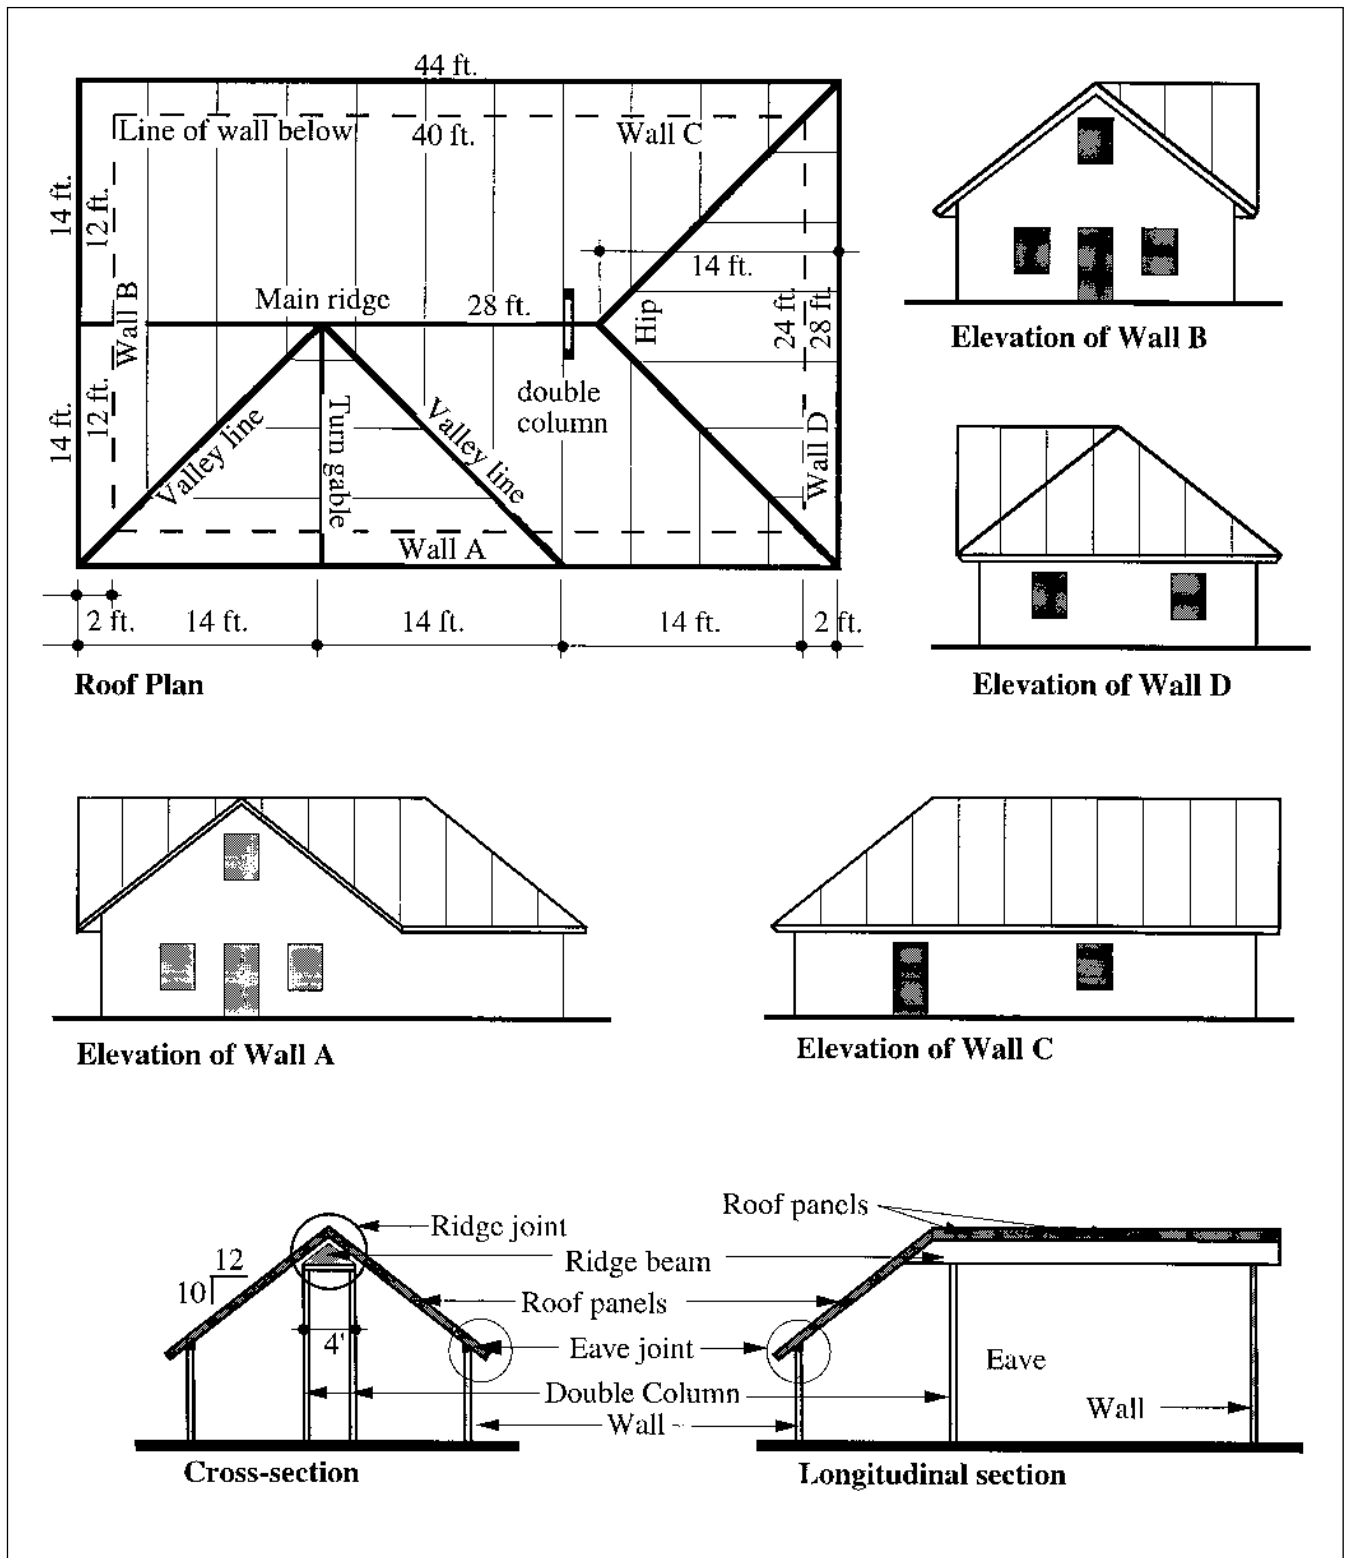 44 ft.
Line of wall below
40 ft.
Wall C
14 ft.
12 ft.
14 ft.
Wall B
Main ridge
28 ft.
Hip
24 ft.
28 ft.
double
column
14 ft.
12 ft.
Valley line
Turn gable
Valley line
Wall D
Wall A
2 ft.
14 ft.
14 ft.
14 ft.
2 ft.
Roof Plan
Elevation of Wall B
Elevation of Wall D
Elevation of Wall A
Elevation of Wall C
Ridge joint
Roof panels
12
10
Ridge beam
Roof panels
4'
Eave joint
Eave
Double Column
Wall
Wall
Cross-section
Longitudinal section